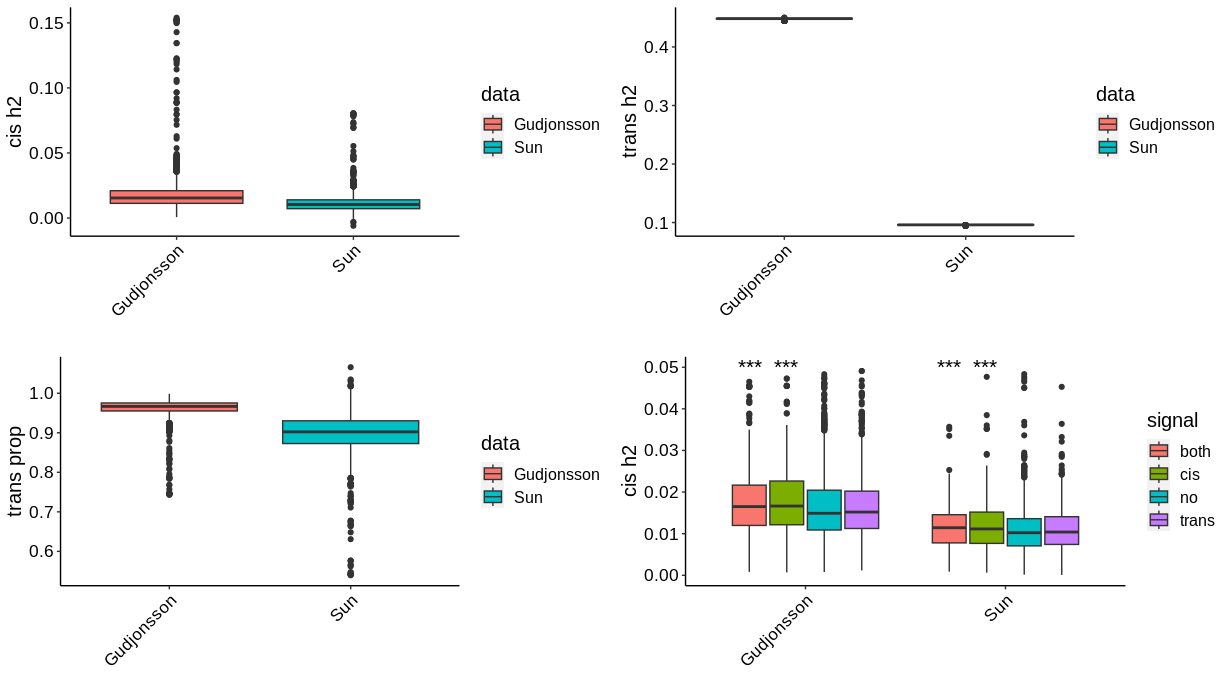 cis h2
0.15
0.10
0.05
0.00
Gudjonsson
Sun
data
Gudjonsson
Sun
trans h2
0.4
0.3
0.2
0.1
Gudjonsson
Sun
data
Gudjonsson
Sun
trans prop
1.0
0.9
0.8
0.7
0.6
Gudjonsson
Sun
data
Gudjonsson
Sun
cis h2
0.05
0.04
0.03
0.02
0.01
0.00
*** *** *** ***
Gudjonsson
Sun
signal
both
cis
no
trans